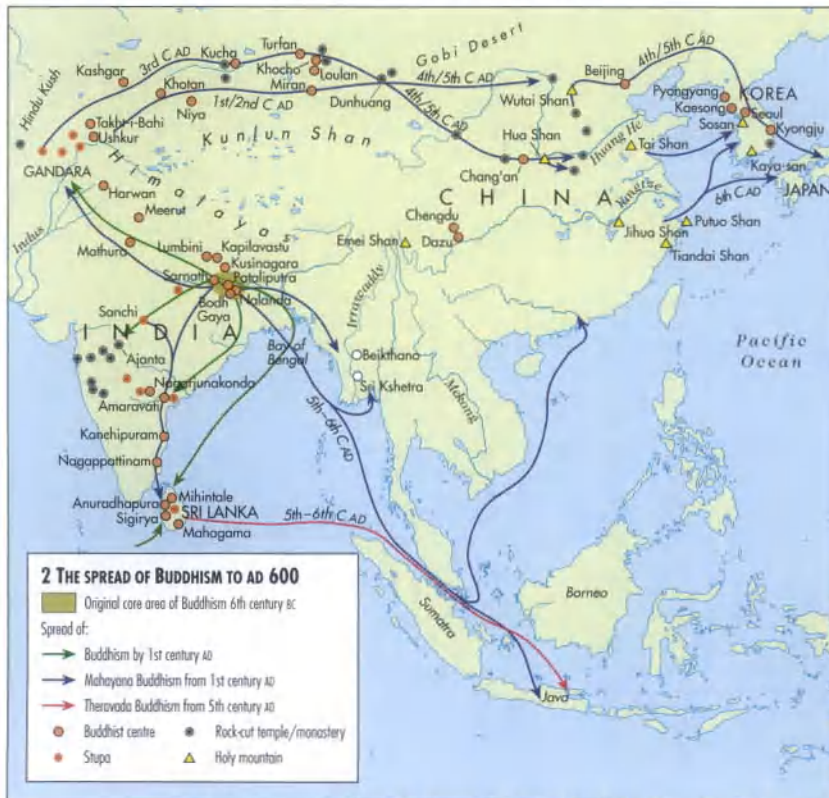 Turfan
Kucha
Gobi Desert
3rd C AD
Kashgar
Khocho
Loulan
4th/5th C AD
Beijing
4th/5th C AD
Hindu Kush
Khotan
Miran
1st/2nd C AD
Niya
Dunhuang
4th/5th C AD
Wutai Shan
Pyongyang
KOREA
Kaesong
Seoul
Takht-i-Bahi
Ushkur
Kunlun Shan
Sosan
Kyongju
GANDARA
Hua Shan
Huang He
Tai Shan
Kaya-san
Himalayas
Harwan
Chang'an
JAPAN
CHINA
6th C AD
Meerut
Yangtze
Indus
Mathura
Lumbini
Kapilavastu
Kusinagara
Emei Shan
Chengdu
Dazu
Jihua Shan
Putuo Shan
Tiandai Shan
Sarnath
Pataliputra
Bodh
Gaya
Nalanda
Sanchi
INDIA
Irrawaddy
Ajanta
Bay of
Bengal
Beikthano
Pacific
Ocean
Nagarjunakonda
Sri Kshetra
Mekong
Amaravati
5th–6th C AD
Kanchipuram
Nagappattinam
Mihintale
Anuradhapura
SRI LANKA
Sigirya
5th–6th C AD
Mahagama
2 THE SPREAD OF BUDDHISM TO AD 600
Original core area of Buddhism 6th century BC
Spread of:
Buddhism by 1st century AD
Mahayana Buddhism from 1st century AD
Theravada Buddhism from 5th century AD
Buddhist centre
Rock-cut temple/monastery
Stupa
Holy mountain
Sumatra
Borneo
Java